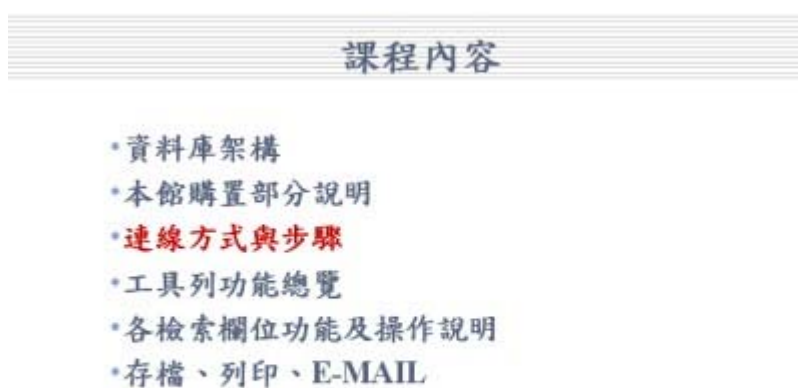 課程內容
•資料庫架構
•本館購置部分說明
•連線方式與步驟
•工具列功能總覽
•各檢索欄位功能及操作說明
•存檔、列印、E-MAIL